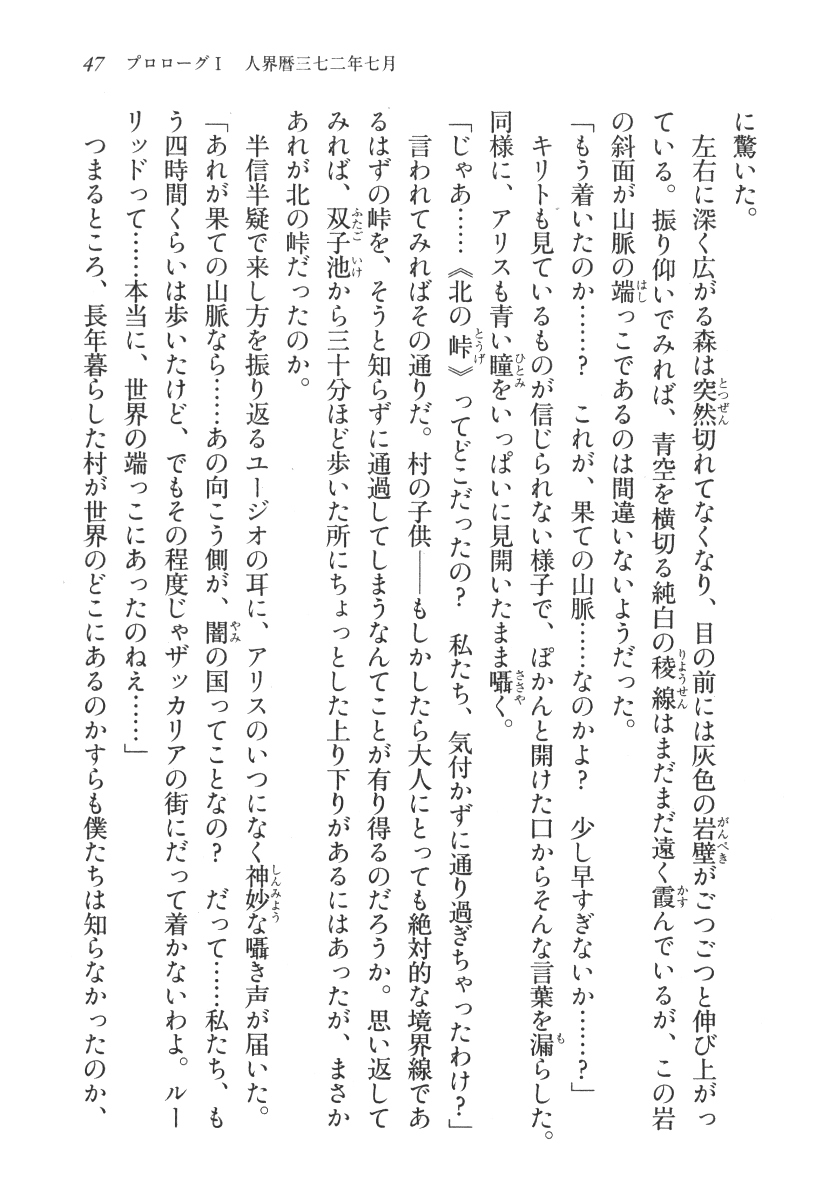 47 プロローグⅠ 人界暦三七二年七月
に驚いた。
　左右に深く広がる森は突然切れてなくなり、目の前には灰色の岩壁がごつごつと伸び上がっ
ている。振り仰いでみれば、青空を横切る純白の稜線はまだまだ遠く霞んでいるが、この岩
の斜面が山脈の端っこであるのは間違いないようだった。
「もう着いたのか……？　これが、果ての山脈……なのかよ？　少し早すぎないか……？」
　キリトも見ているものが信じられない様子で、ぽかんと開けた口からそんな言葉を漏らした。
同様に、アリスも青い瞳をいっぱいに見開いたまま囁く。
「じゃあ……《北の峠》ってどこだったの？　私たち、気付かずに通り過ぎちゃったわけ？」
　言われてみればその通りだ。村の子供――もしかしたら大人にとっても絶対的な境界線であ
るはずの峠を、そうと知らずに通過してしまうなんてことが有り得るのだろうか。思い返して
みれば、双子池から三十分ほど歩いた所にちょっとした上り下りがあるにはあったが、まさか
あれが北の峠だったのか。
　半信半疑で来し方を振り返るユージオの耳に、アリスのいつになく神妙な囁き声が届いた。
「あれが果ての山脈なら……あの向こう側が、闇の国ってことなの？　だって……私たち、も
う四時間くらいは歩いたけど、でもその程度じゃザッカリアの街にだって着かないわよ。ルー
リッドって……本当に、世界の端っこにあったのねえ……」
　つまるところ、長年暮らした村が世界のどこにあるのかすらも僕たちは知らなかったのか、